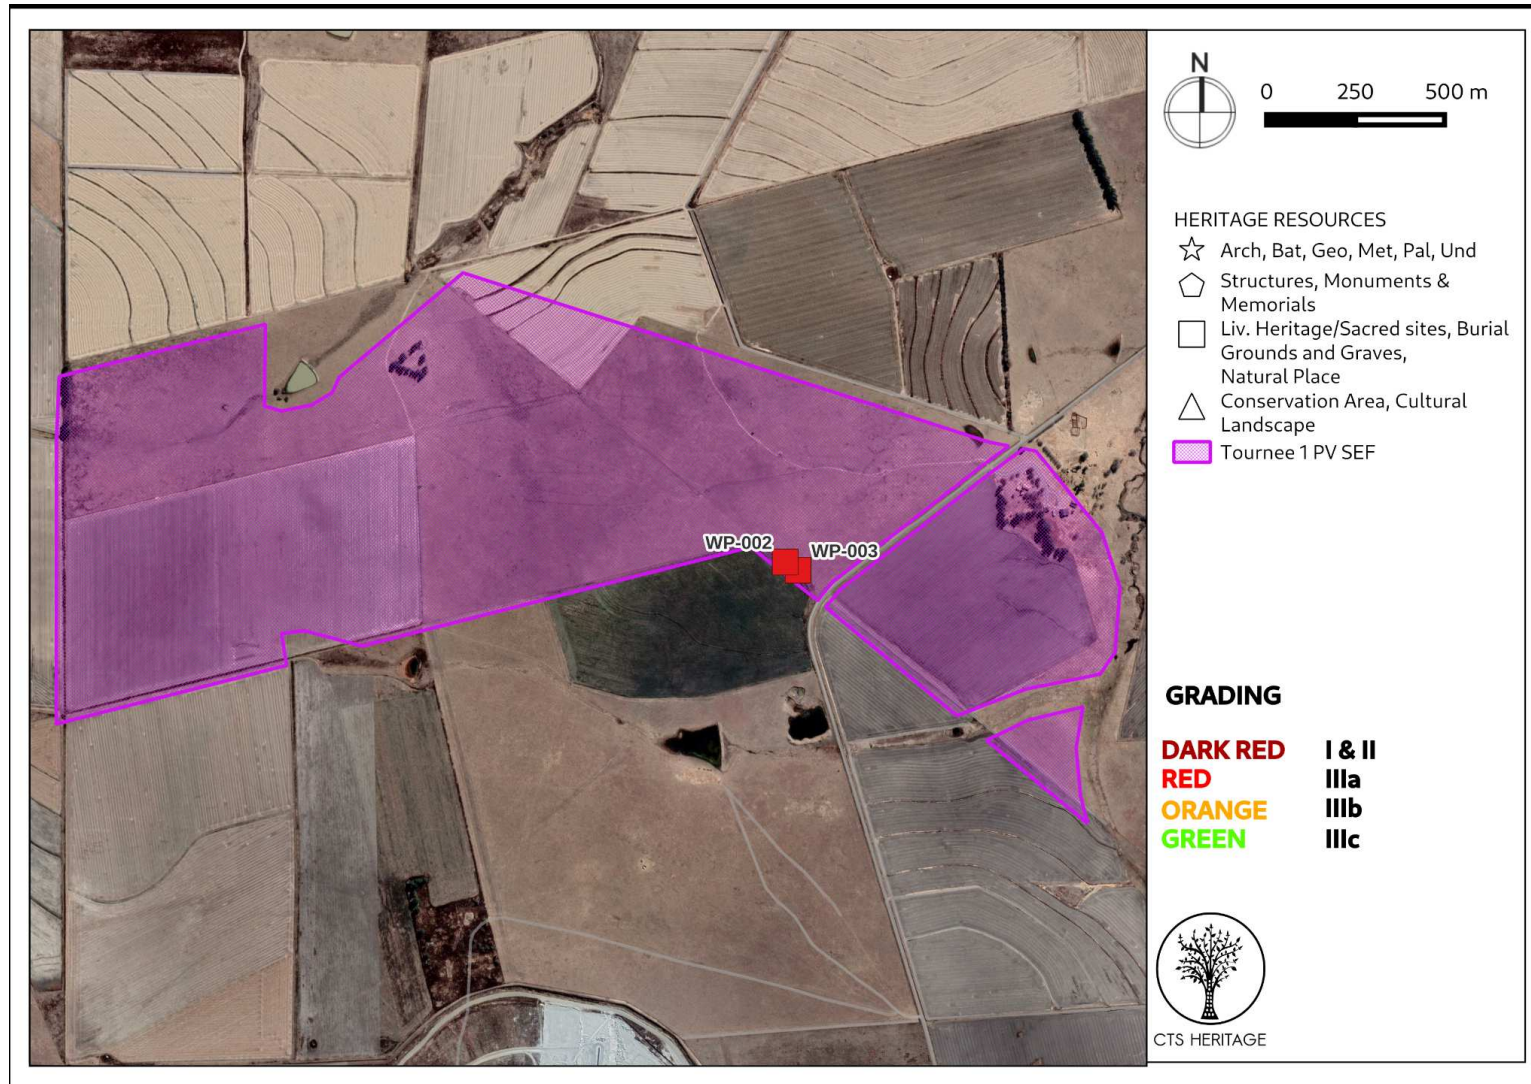 N
0 250 500 m
HERITAGE RESOURCES
Arch, Bat, Geo, Met, Pal, Und
Structures, Monuments &
Memorials
Liv. Heritage/Sacred sites, Burial
Grounds and Graves,
Natural Place
Conservation Area, Cultural
Landscape
Tournee 1 PV SEF
WP-002
WP-003
GRADING
DARK RED I & II
RED IIIa
ORANGE IIIb
GREEN IIIc
CTS HERITAGE